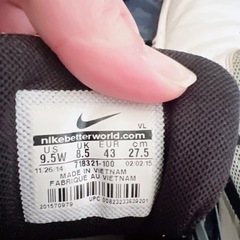 VL
nikebetterworld.com
US UK EUR cm
9.5W 8.5 43 27.5
11/26/14 718321-100 02/02/15
MADE IN VIETNAM
FABRIQUE AU VIETNAM